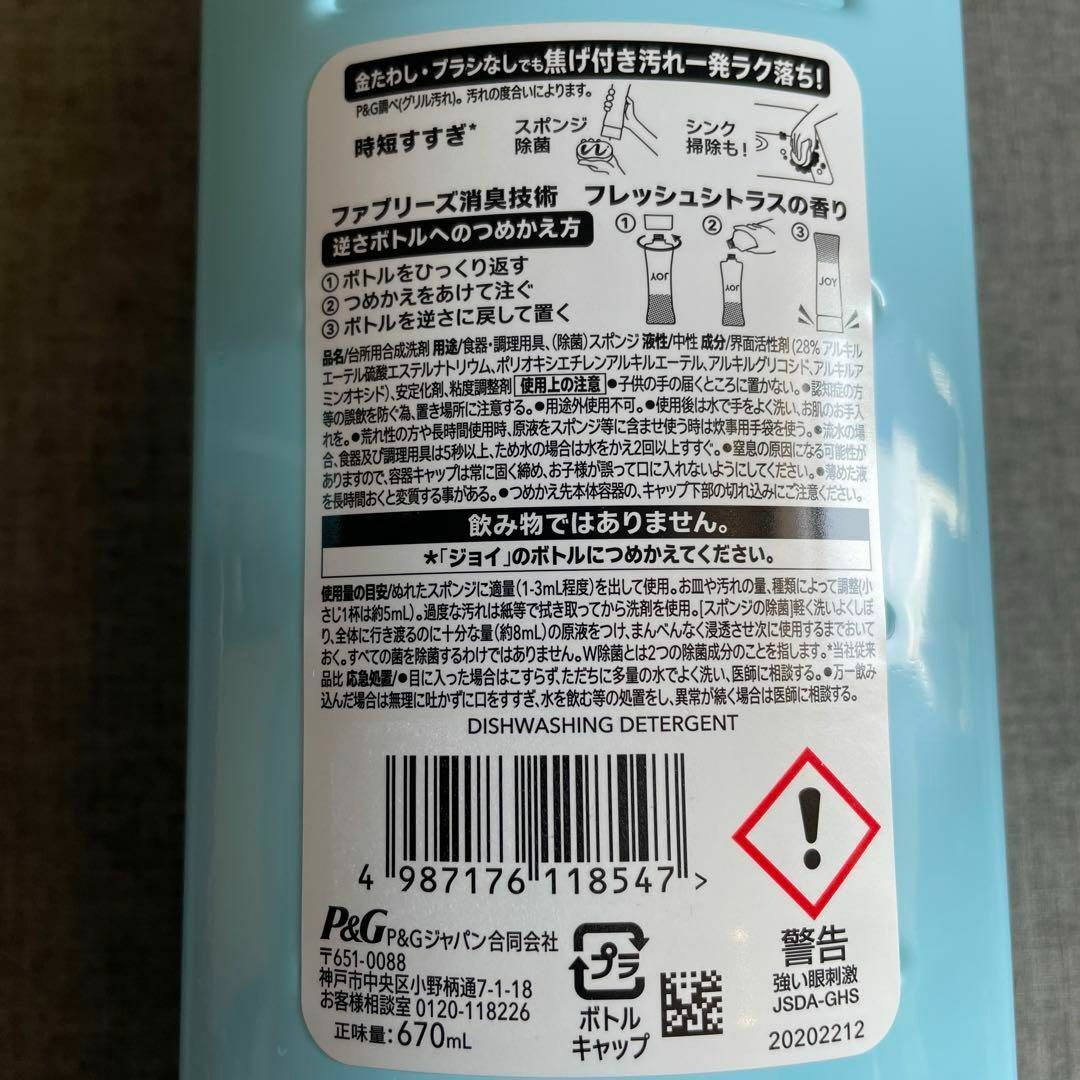 金たわし・ブラシなしでも焦げ付き汚れ一発ラク落ち!
P&G調べ(グリル汚れ)。汚れの度合いによります。
時短すすぎ*
スポンジ
除菌
シンク
掃除も!
ファブリーズ消臭技術 フレッシュシトラスの香り
逆さボトルへのつめかえ方
①ボトルをひっくり返す
②つめかえをあけて注ぐ
③ボトルを逆さに戻して置く
① ② ③
JOY JOY JOY
品名/台所用合成洗剤 用途/食器・調理用具、(除菌)スポンジ 液性/中性 成分/界面活性剤(28% アルキル
エーテル硫酸エステルナトリウム、ポリオキシエチレンアルキルエーテル、アルキルグリコシド、アルキルア
ミンオキシド)、安定化剤、粘度調整剤 使用上の注意 ●子供の手の届くところに置かない。●認知症の方
等の誤飲を防ぐ為、置き場所に注意する。●用途外使用不可。●使用後は水で手をよく洗い、お肌のお手入
れを。●荒れ性の方や長時間使用時、原液をスポンジ等に含ませ使う時は炊事用手袋を使う。●流水の場
合、食器及び調理用具は5秒以上、ため水の場合は水をかえ2回以上すすぐ。●窒息の原因になる可能性が
ありますので、容器キャップは常に固く締め、お子様が誤って口に入れないようにしてください。●薄めた液
を長時間おくと変質する事がある。●つめかえ先本体容器の、キャップ下部の切れ込みにご注意ください。
飲み物ではありません。
*「ジョイ」のボトルにつめかえてください。
使用量の目安/ぬれたスポンジに適量(1-3mL程度)を出して使用。お皿や汚れの量、種類によって調整(小
さじ1杯は約5mL)。過度な汚れは紙等で拭き取ってから洗剤を使用。[スポンジの除菌]軽く洗いよくしぼ
り、全体に行き渡るのに十分な量(約8mL)の原液をつけ、まんべんなく浸透させ次に使用するまでおいて
おく。すべての菌を除菌するわけではありません。W除菌とは2つの除菌成分のことを指します。*当社従来
品比 応急処置/●目に入った場合はこすらず、ただちに多量の水でよく洗い、医師に相談する。●万一飲み
込んだ場合は無理に吐かずに口をすすぎ、水を飲む等の処置をし、異常が続く場合は医師に相談する。
DISHWASHING DETERGENT
4 987176 118547 >
P&G P&Gジャパン合同会社
〒651-0088
神戸市中央区小野柄通7-1-18
お客様相談室 0120-118226
正味量:670mL
プラ
ボトル
キャップ
警告
強い眼刺激
JSDA-GHS
20202212